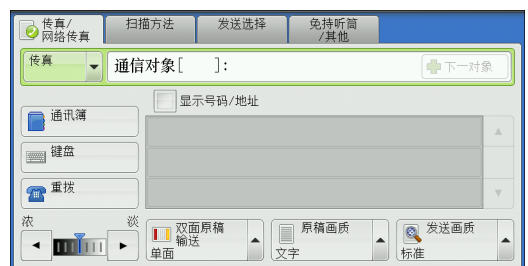 传真/
网络传真
扫描方法
发送选择
免持听筒
/其他
传真
通信对象[ ]:
下一对象
通讯簿
显示号码/地址
键盘
重拨
浓
淡
双面原稿
输送
单面
原稿画质
文字
发送画质
标准